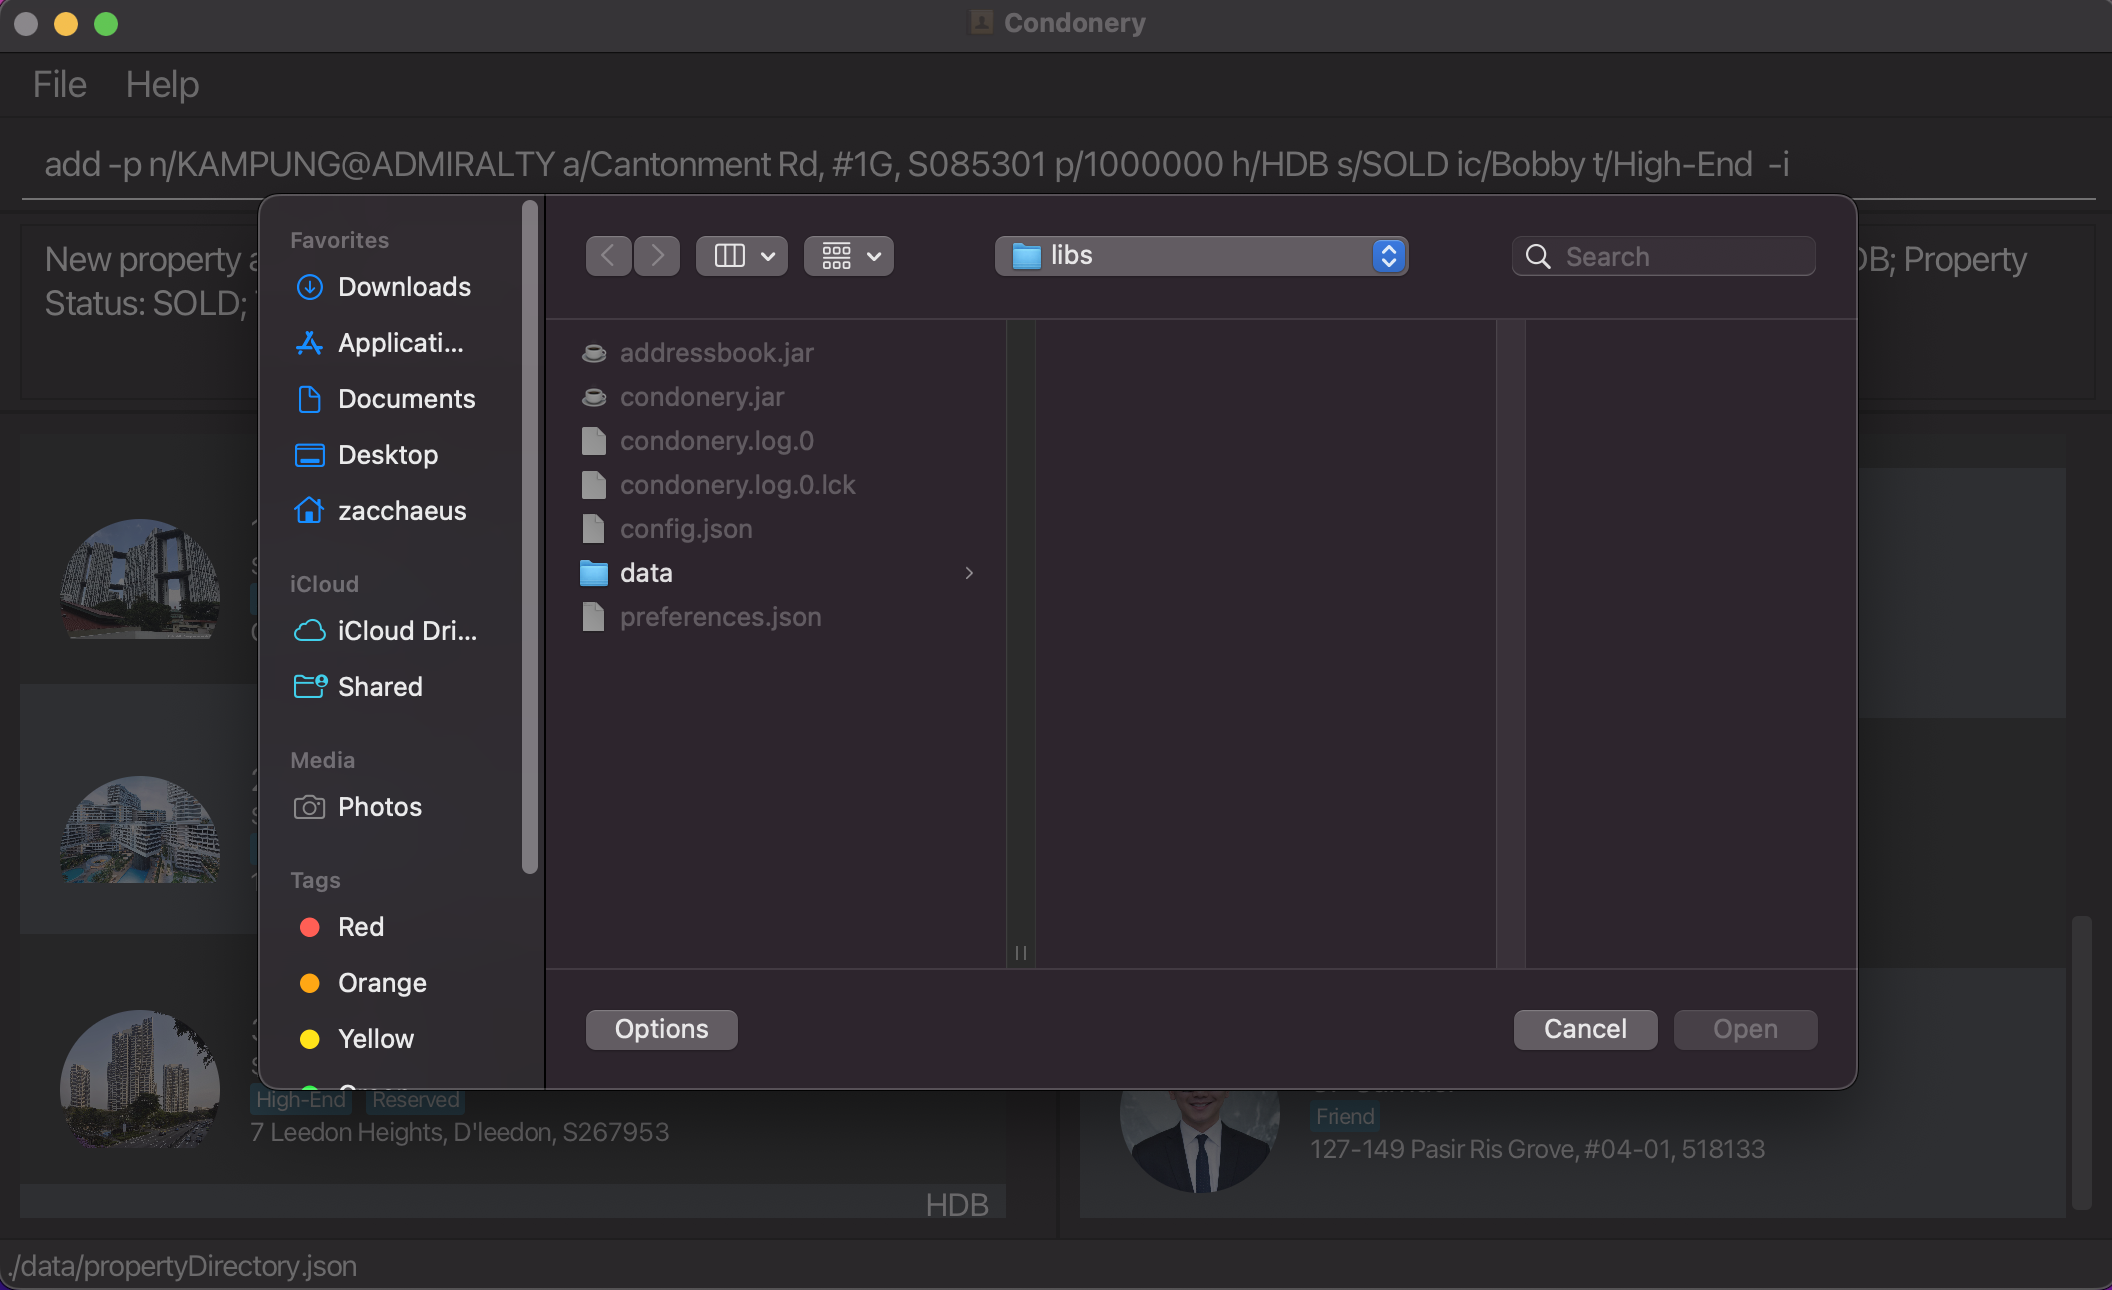 Condonery
File Help
add -p n/KAMPUNG@ADMIRALTY a/Cantonment Rd, #1G, S085301 p/1000000 h/HDB s/SOLD ic/Bobby t/High-End -i
New property
Status: SOLD;
DB; Property
Favorites
Downloads
Applicati...
Documents
Desktop
zacchaeus
iCloud
iCloud Dri...
Shared
Media
Photos
Tags
Red
Orange
Yellow
libs
Search
addressbook.jar
condonery.jar
condonery.log.0
condonery.log.0.lck
config.json
data
preferences.json
Options
Cancel
Open
High-End Reserved
7 Leedon Heights, D'leedon, S267953
HDB
Friend
127-149 Pasir Ris Grove, #04-01, 518133
./data/propertyDirectory.json